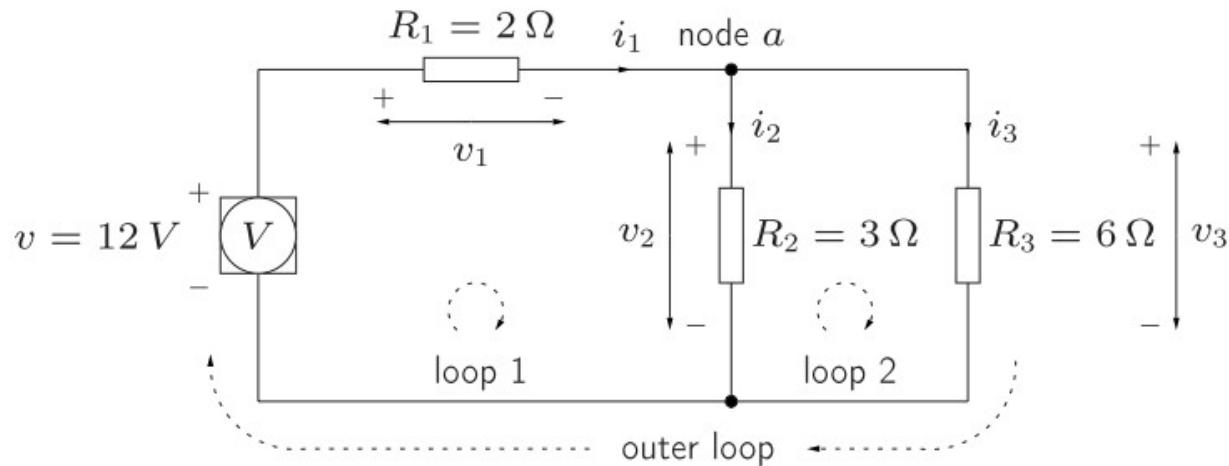 R₁ = 2 Ω
i₁
node a
+ −
v₁
i₂
i₃
+
v = 12 V
−
V
+
v₂
−
R₂ = 3 Ω
R₃ = 6 Ω
+
v₃
−
loop 1
loop 2
outer loop